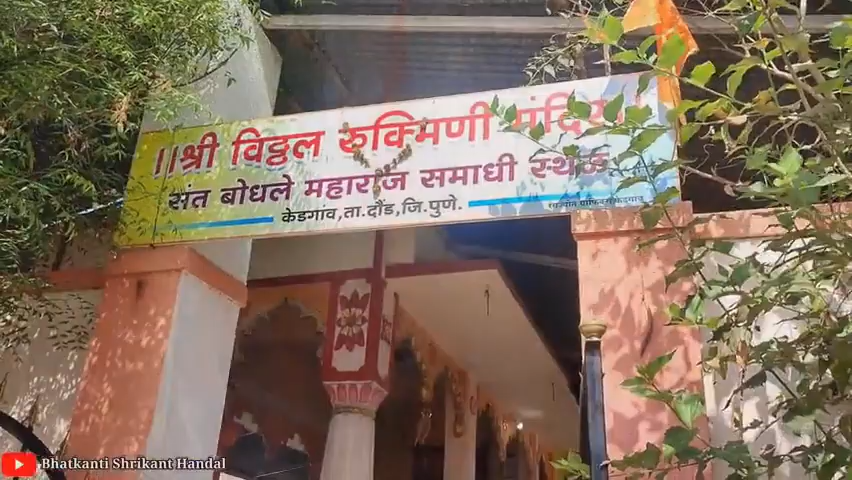 ॥श्री विठ्ठल रुक्मिणी मंदिर॥
संत बोधले महाराज समाधी स्थळ
केडगांव,ता.दौंड,जि.पुणे.
Bhatkanti Shrikant Handal